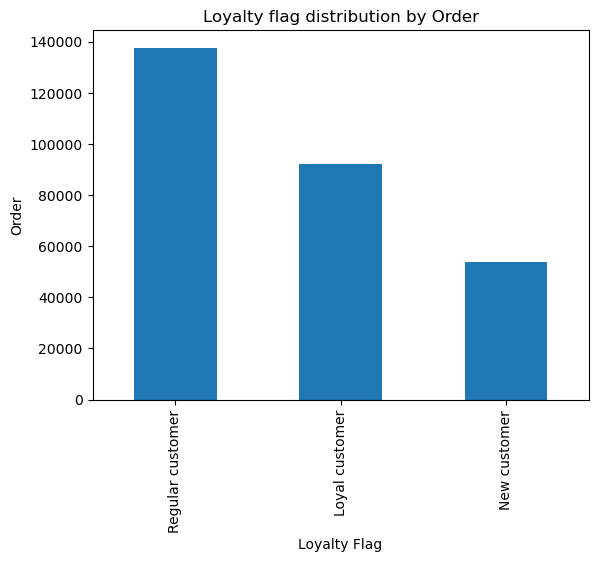 Loyalty flag distribution by Order
140000
120000
100000
80000
60000
40000
20000
0
Order
Regular customer
Loyal customer
New customer
Loyalty Flag